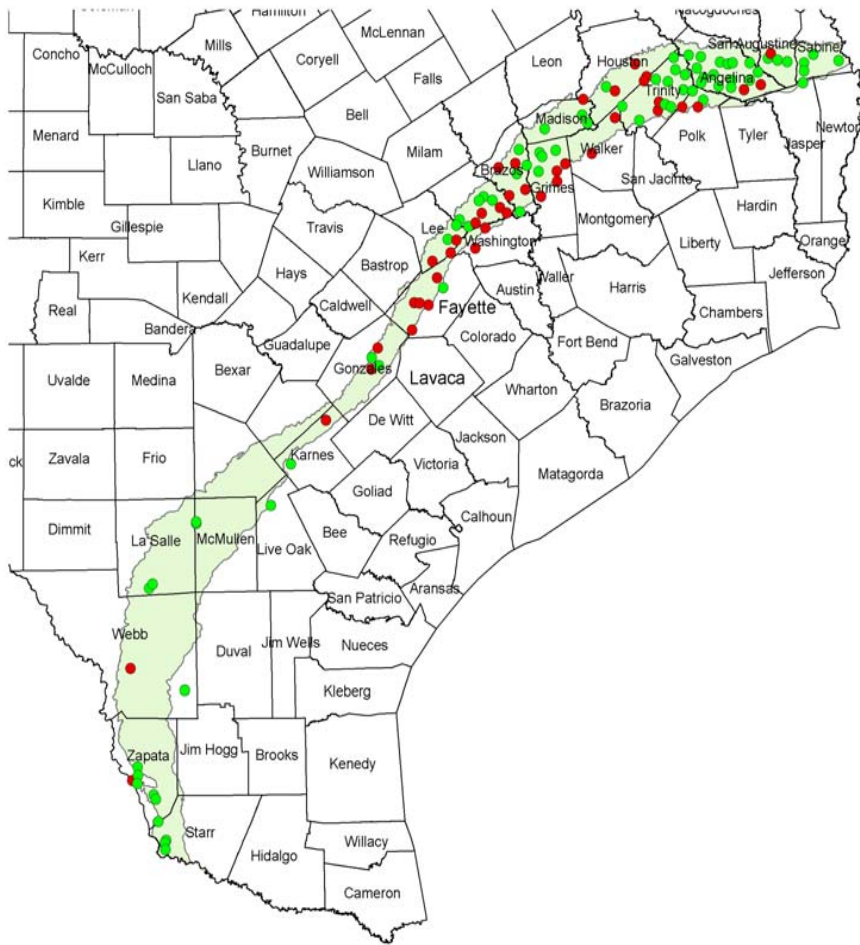 Nacogdoches
Hamilton
McLennan
Concho
McCulloch
Mills
Coryell
Falls
Leon
Houston
San Augustine
Sabine
San Saba
Angelina
Trinity
Bell
Madison
Menard
Burnet
Milam
Polk
Tyler
Newton
Jasper
Llano
Williamson
Brazos
Walker
San Jacinto
Grimes
Kimble
Gillespie
Travis
Lee
Montgomery
Hardin
Washington
Liberty
Orange
Kerr
Hays
Bastrop
Austin
Waller
Jefferson
Real
Kendall
Caldwell
Fayette
Harris
Chambers
Bandera
Guadalupe
Colorado
Fort Bend
Galveston
Uvalde
Medina
Bexar
Gonzales
Lavaca
Wharton
Brazoria
De Witt
Jackson
ck
Zavala
Frio
Karnes
Victoria
Matagorda
Goliad
Calhoun
Dimmit
La Salle
McMullen
Live Oak
Bee
Refugio
Aransas
San Patricio
Webb
Duval
Jim Wells
Nueces
Kleberg
Zapata
Jim Hogg
Brooks
Kenedy
Starr
Hidalgo
Willacy
Cameron